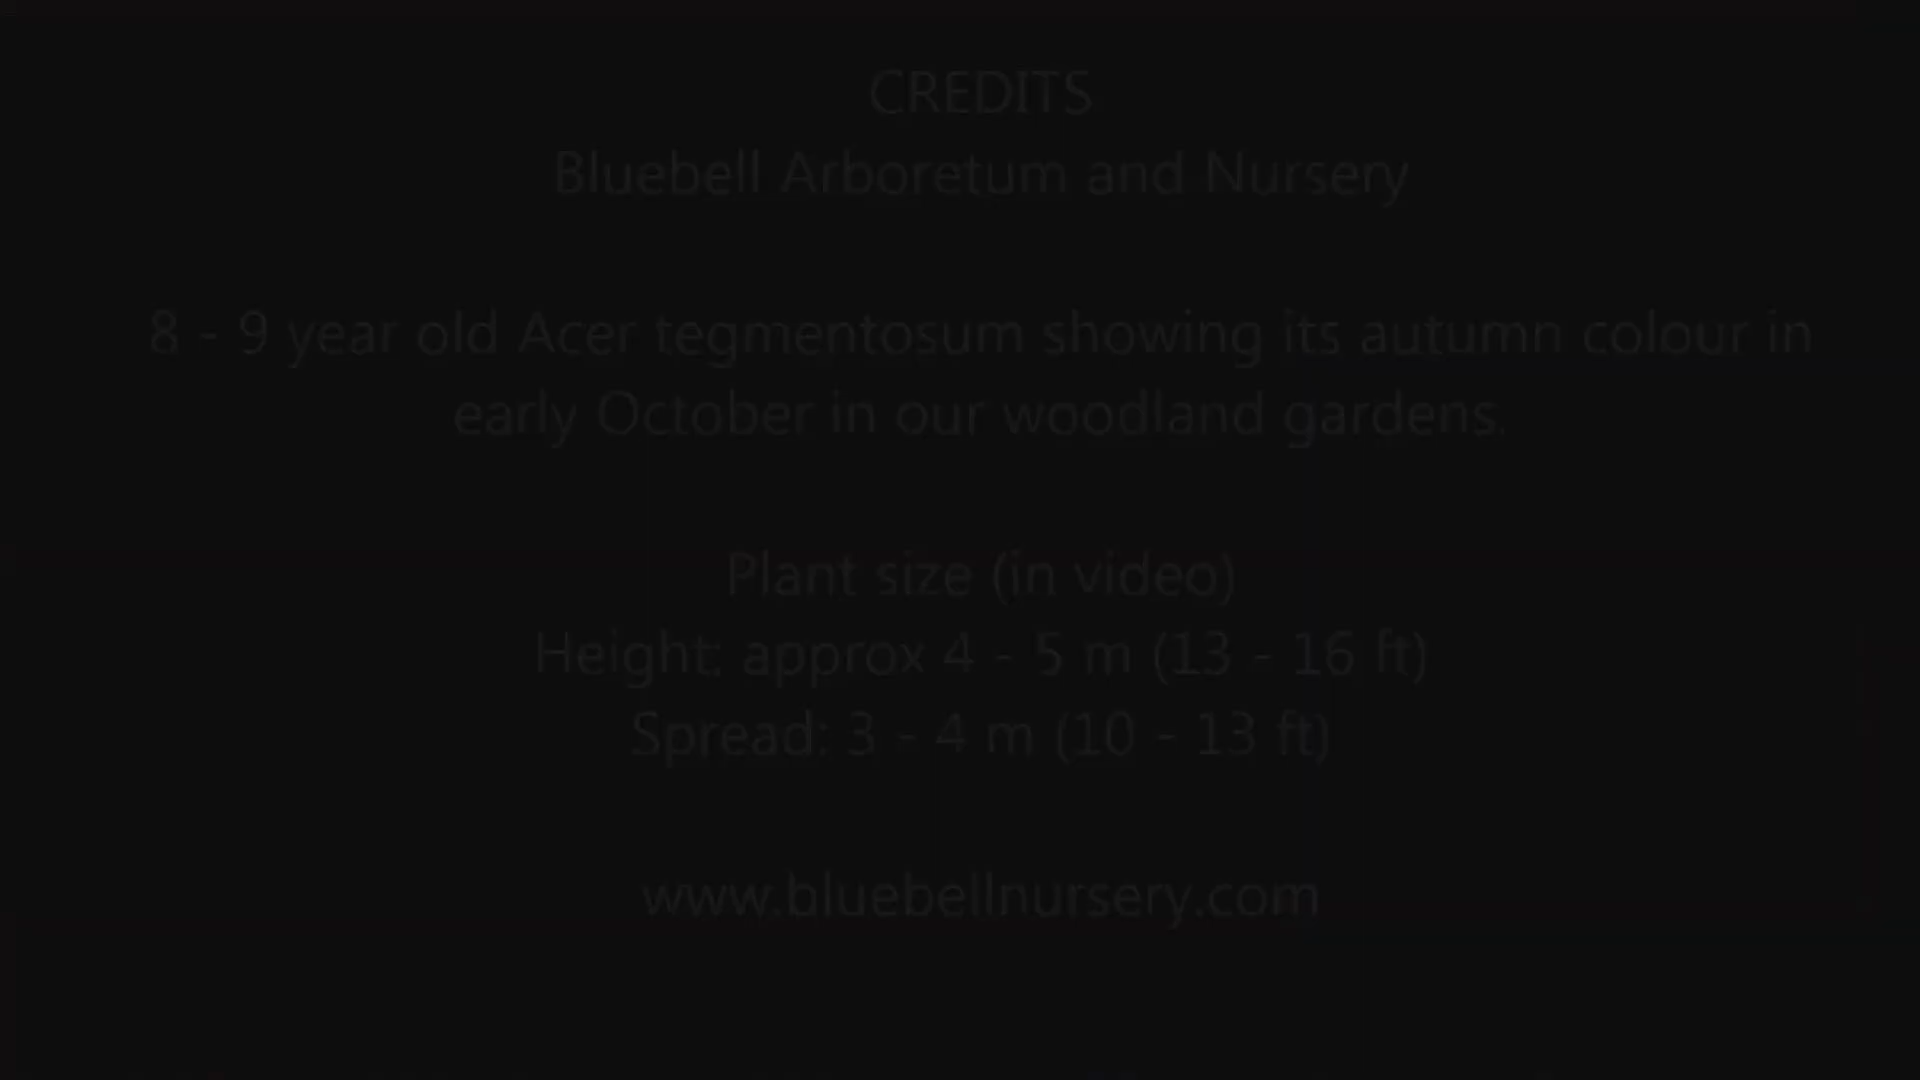 CREDITS
Bluebell Arboretum and Nursery
8 - 9 year old Acer tegmentosum showing its autumn colour in
early October in our woodland gardens.
Plant size (in video)
Height: approx 4 - 5 m (13 - 16 ft)
Spread: 3 - 4 m (10 - 13 ft)
www.bluebellnursery.com